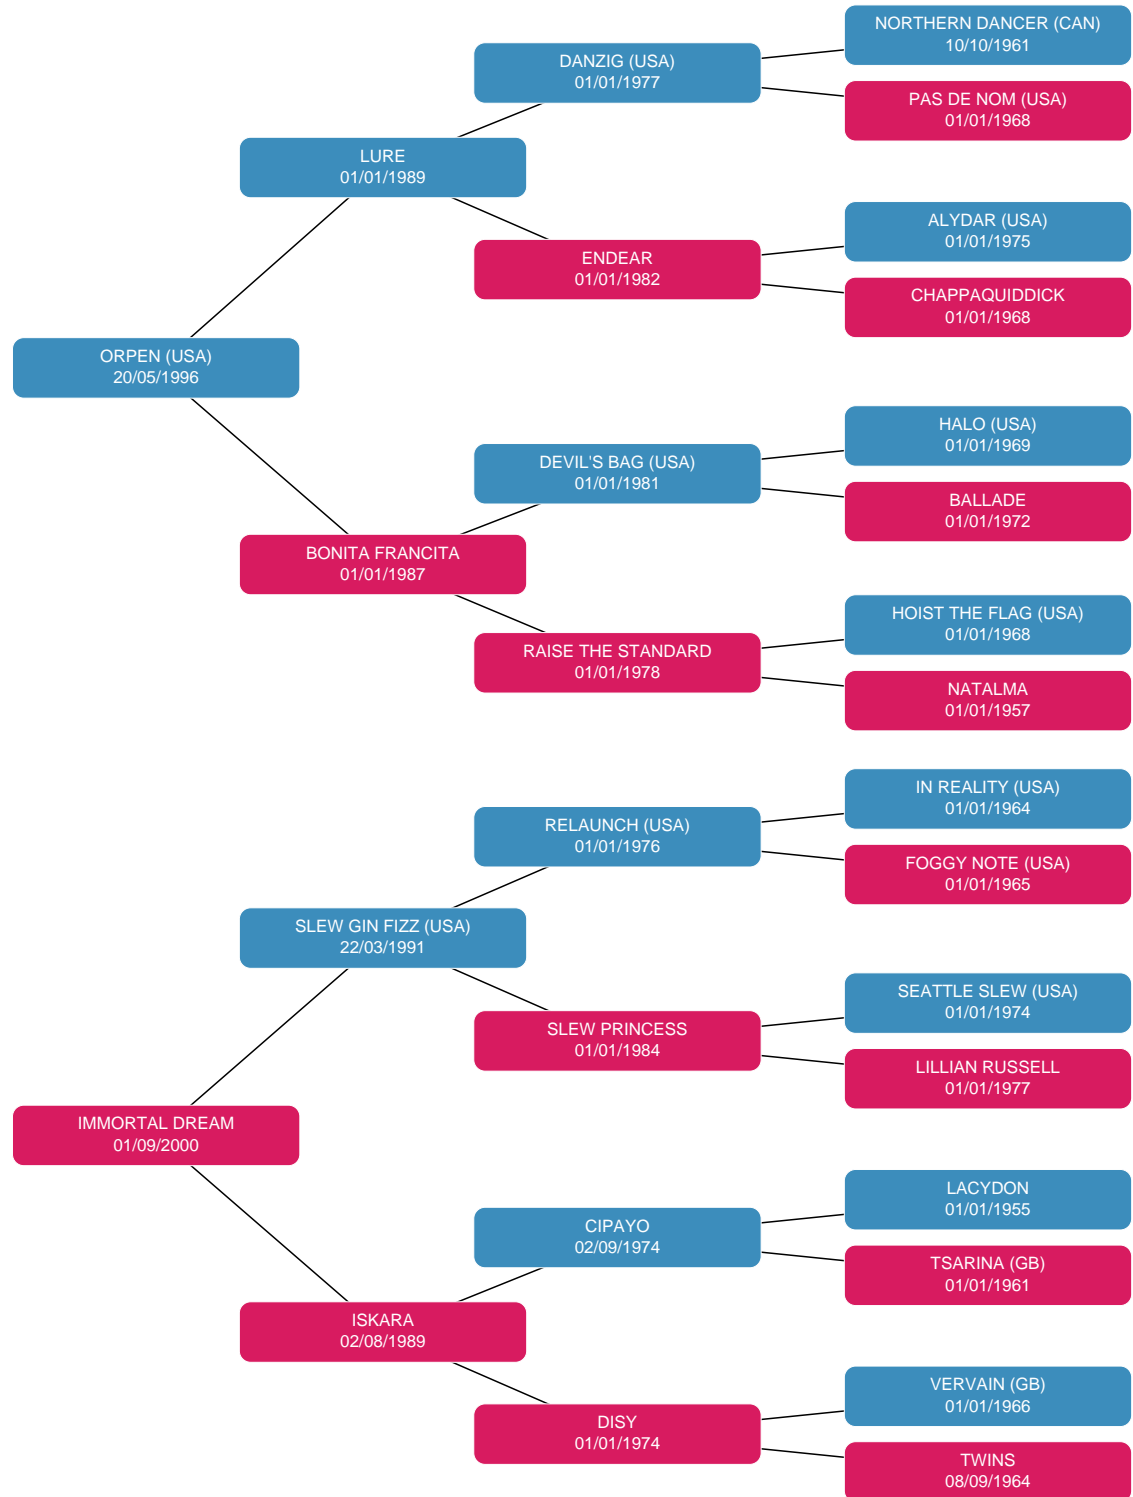 NORTHERN DANCER (CAN)
10/10/1961
DANZIG (USA)
01/01/1977
PAS DE NOM (USA)
01/01/1968
LURE
01/01/1989
ALYDAR (USA)
01/01/1975
ENDEAR
01/01/1982
CHAPPAQUIDDICK
01/01/1968
ORPEN (USA)
20/05/1996
HALO (USA)
01/01/1969
DEVIL'S BAG (USA)
01/01/1981
BALLADE
01/01/1972
BONITA FRANCITA
01/01/1987
HOIST THE FLAG (USA)
01/01/1968
RAISE THE STANDARD
01/01/1978
NATALMA
01/01/1957
IN REALITY (USA)
01/01/1964
RELAUNCH (USA)
01/01/1976
FOGGY NOTE (USA)
01/01/1965
SLEW GIN FIZZ (USA)
22/03/1991
SEATTLE SLEW (USA)
01/01/1974
SLEW PRINCESS
01/01/1984
LILLIAN RUSSELL
01/01/1977
IMMORTAL DREAM
01/09/2000
LACYDON
01/01/1955
CIPAYO
02/09/1974
TSARINA (GB)
01/01/1961
ISKARA
02/08/1989
VERVAIN (GB)
01/01/1966
DISY
01/01/1974
TWINS
08/09/1964